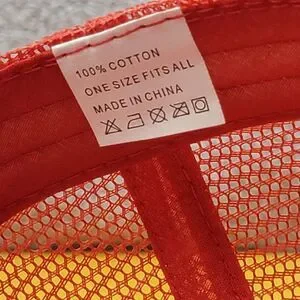 100% COTTON
ONE SIZE FITS ALL
MADE IN CHINA